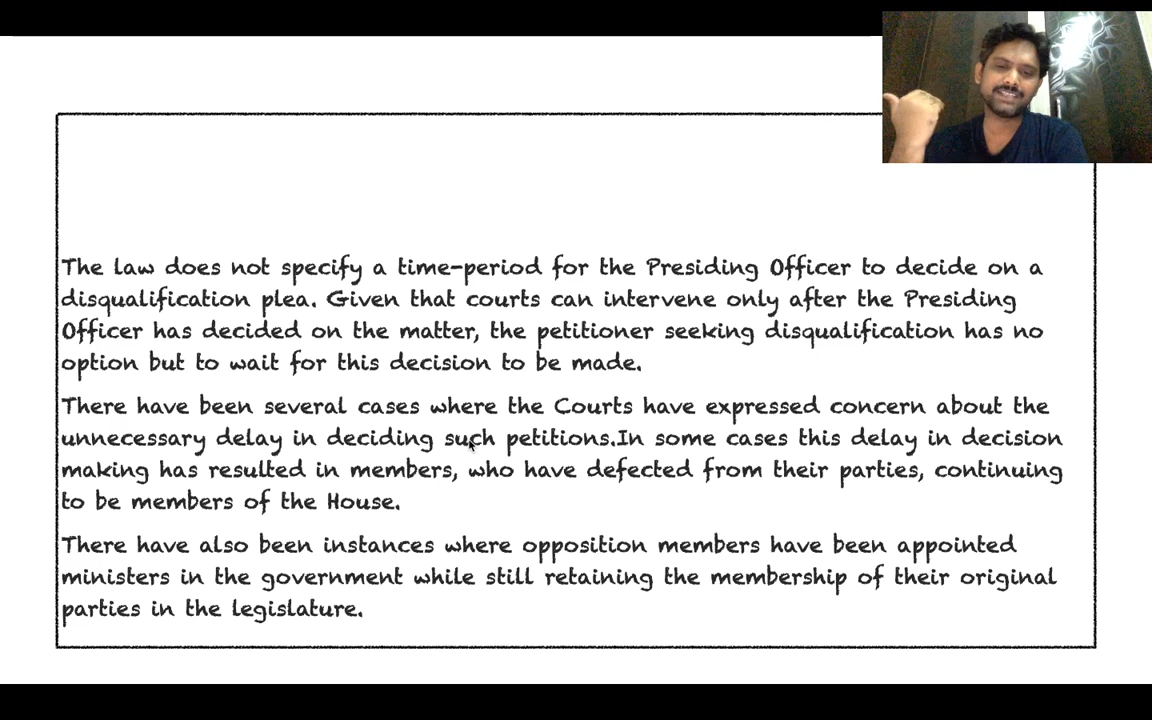 The law does not specify a time-period for the Presiding Officer to decide on a
disqualification plea. Given that courts can intervene only after the Presiding
Officer has decided on the matter, the petitioner seeking disqualification has no
option but to wait for this decision to be made.
There have been several cases where the Courts have expressed concern about the
unnecessary delay in deciding such petitions.In some cases this delay in decision
making has resulted in members, who have defected from their parties, continuing
to be members of the House.
There have also been instances where opposition members have been appointed
ministers in the government while still retaining the membership of their original
parties in the legislature.